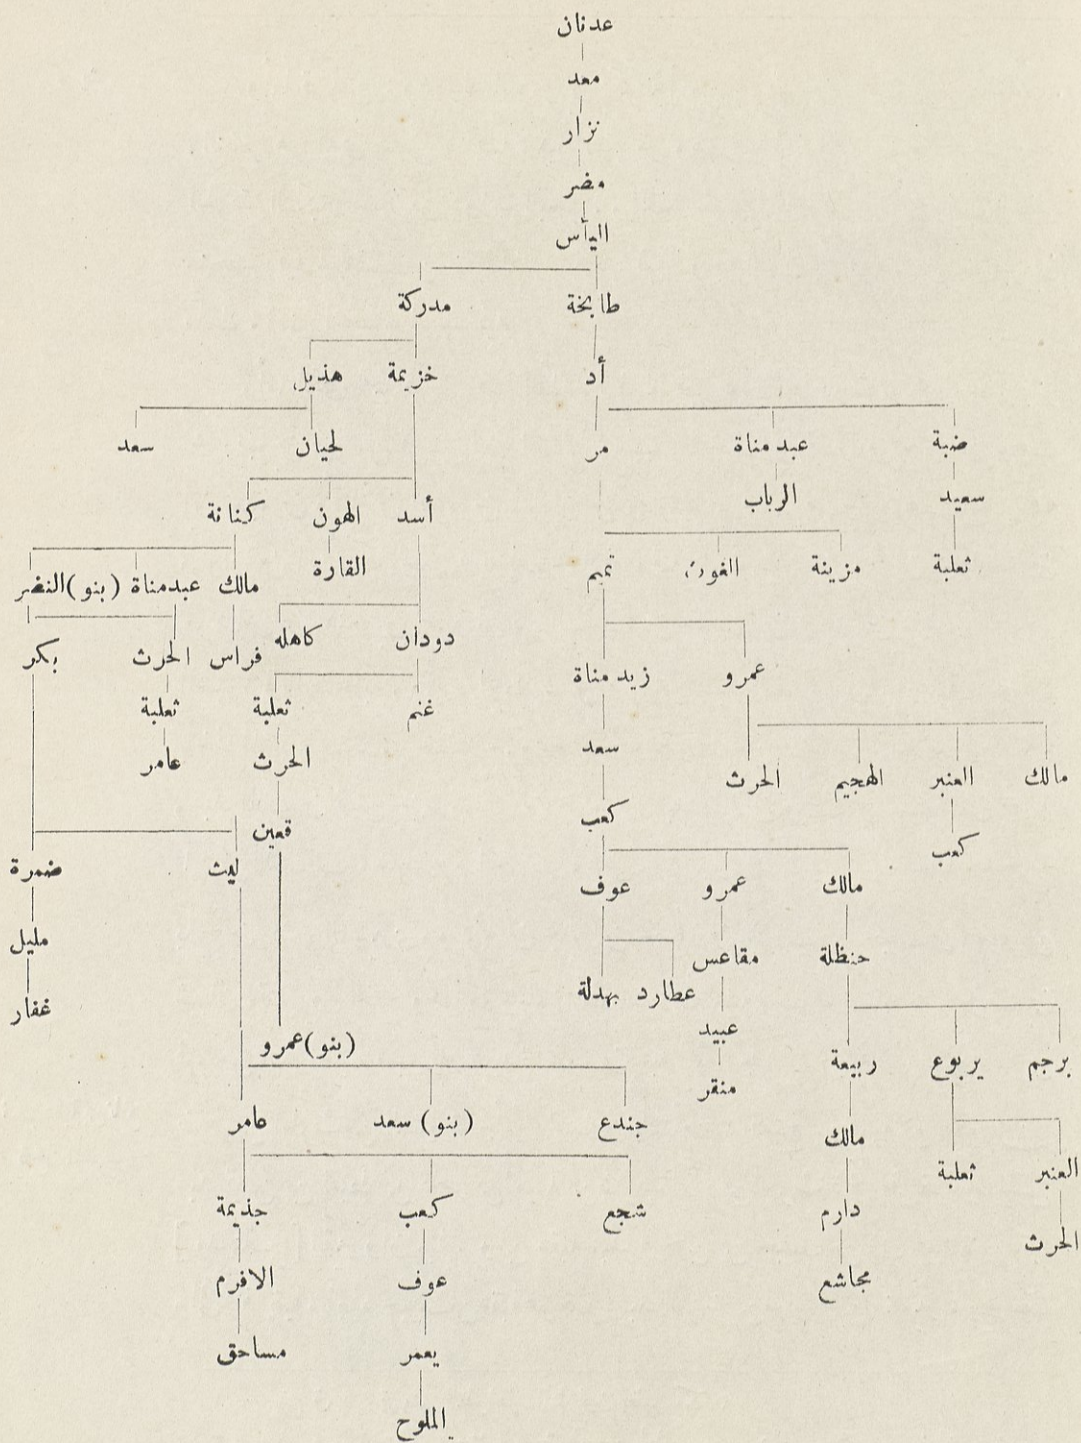 عدنان
معد
نزار
مضر
اليأس
طابخة مدركة
أد خزيمة هذيل
ضبة عبد مناة مر لحيان سعد
سعيد الرباب أسد الهون كنانة
ثعلبة مزينة الغوث تميم القارة مالك عبدمناة (بنو) النضر
دودان كاهله فراس الحرث بكر
عمرو زيد مناة غنم ثعلبة ثعلبة
سعد الحرث عامر
مالك العنبر الهجيم الحرث
كعب كعب قعين
مالك عمرو عوف ليث ضمرة
حنظلة مقاعس مليل
عطارد بهدلة غفار
عبيد (بنو) عمرو
برجم يربوع ربيعة منقر
مالك جندع (بنو) سعد عامر
العنبر ثعلبة
دارم شجع كعب جذيمة
الحرث
مجاشع عوف الافرم
يعمر مساحق
الملوح